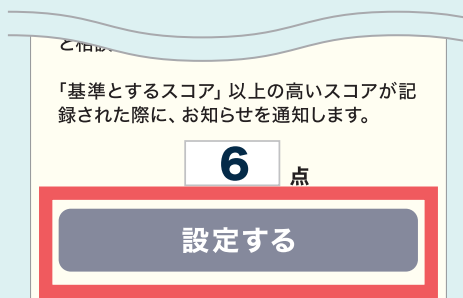 「基準とするスコア」以上の高いスコアが記
録された際に、お知らせを通知します。
6 点
設定する